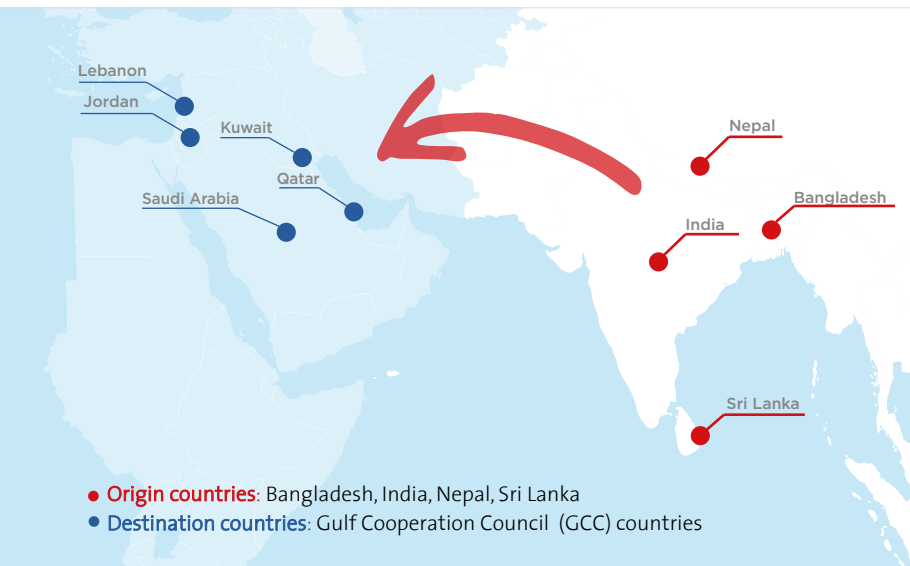 Lebanon
Jordan
Kuwait
Qatar
Saudi Arabia
Nepal
Bangladesh
India
Sri Lanka
Origin countries: Bangladesh, India, Nepal, Sri Lanka
Destination countries: Gulf Cooperation Council (GCC) countries